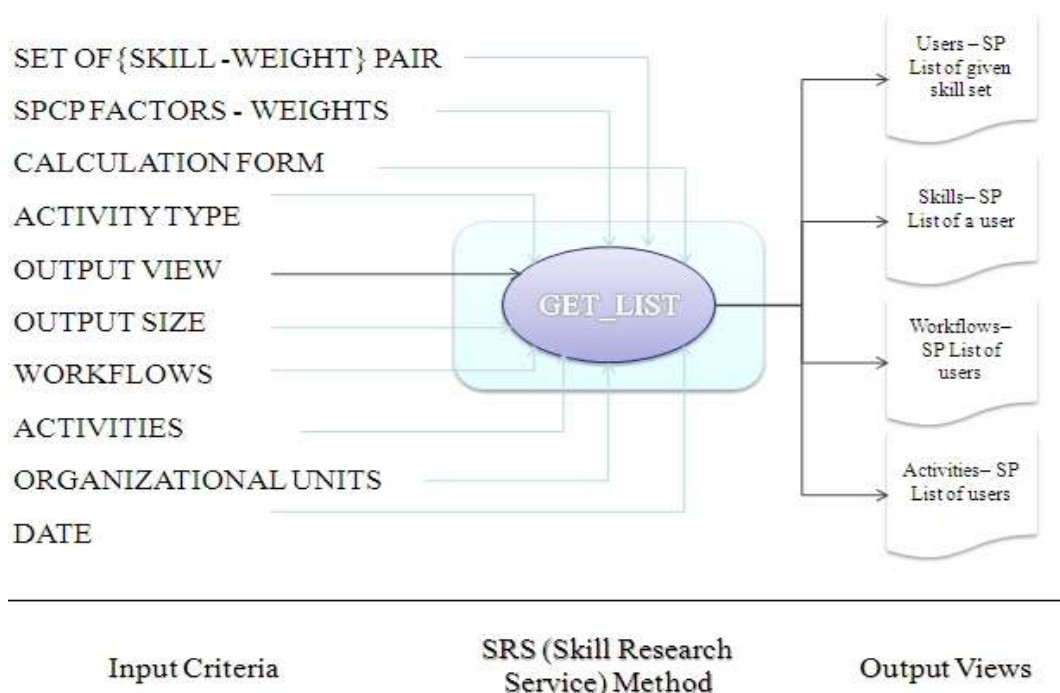 SET OF {SKILL -WEIGHT} PAIR
SPCP FACTORS - WEIGHTS
CALCULATION FORM
ACTIVITY TYPE
OUTPUT VIEW
OUTPUT SIZE
WORKFLOWS
ACTIVITIES
ORGANIZATIONAL UNITS
DATE
GET_LIST
Users – SP
List of given
skill set
Skills– SP
List of a user
Workflows–
SP List of
users
Activities– SP
List of users
Input Criteria
SRS (Skill Research
Service) Method
Output Views